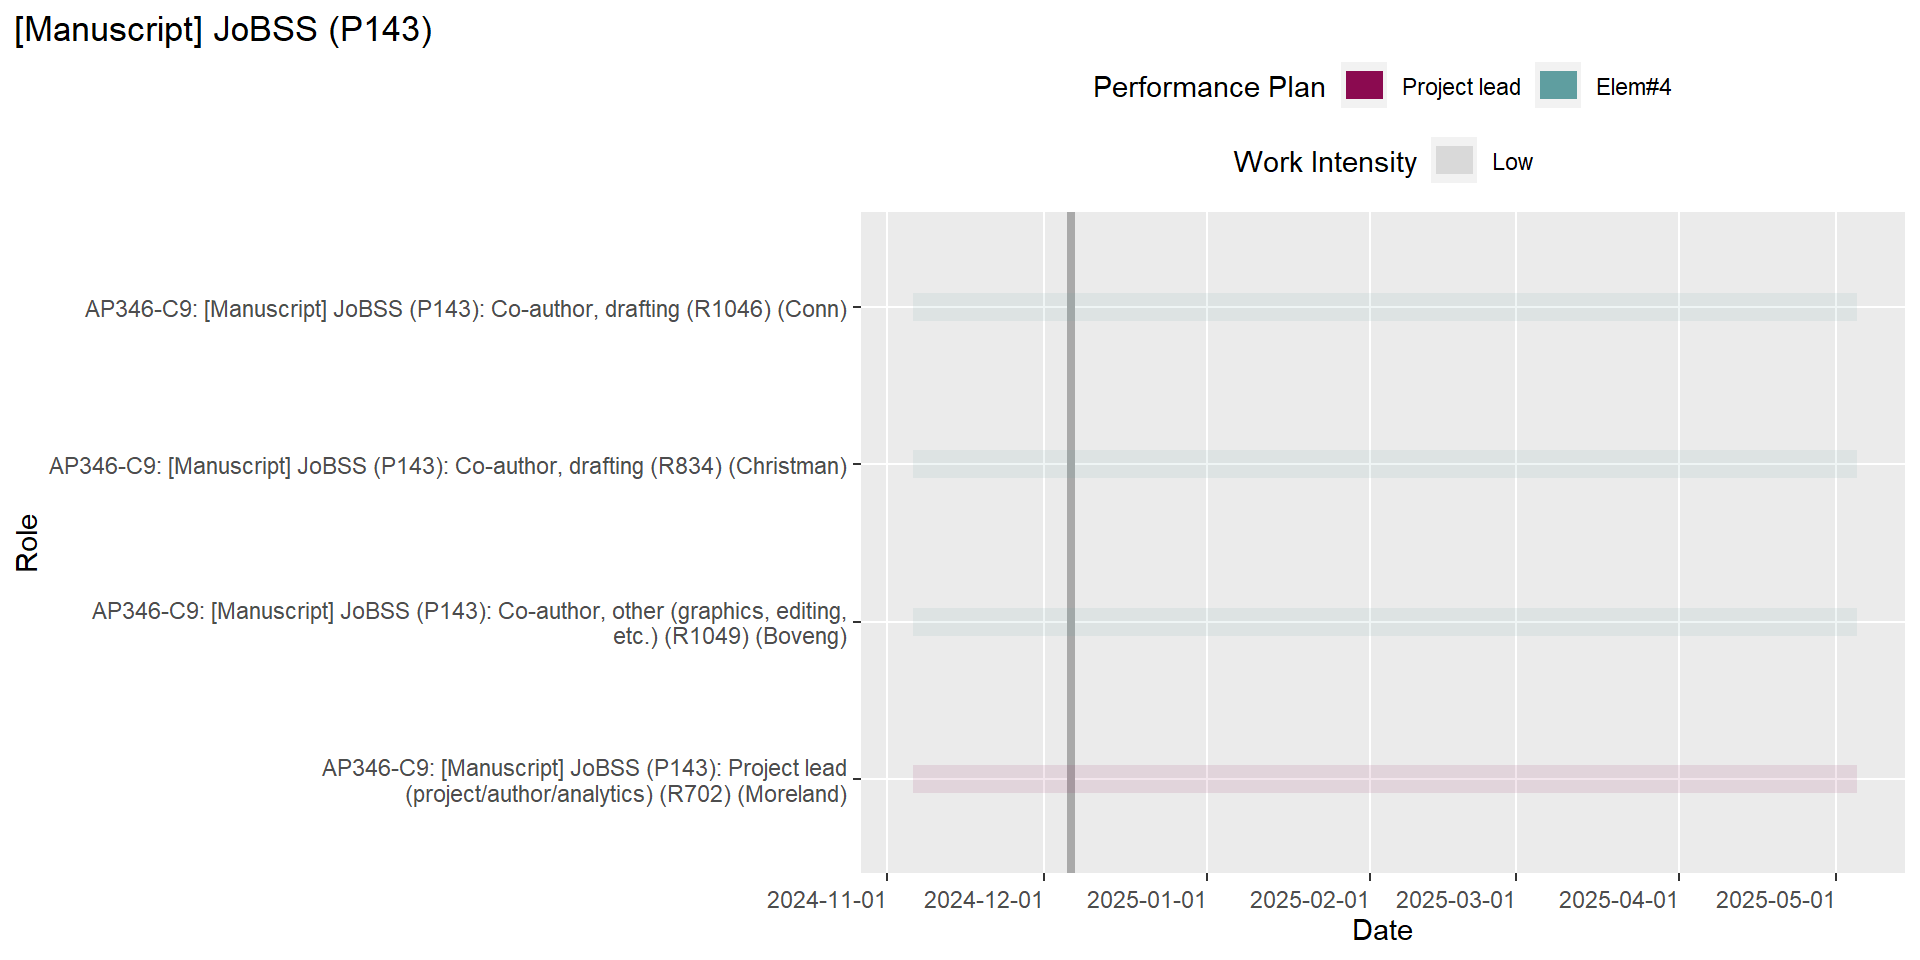 [Manuscript] JoBSS (P143)
Performance Plan Project lead Elem#4
Work Intensity Low
AP346-C9: [Manuscript] JoBSS (P143): Co-author, drafting (R1046) (Conn)
AP346-C9: [Manuscript] JoBSS (P143): Co-author, drafting (R834) (Christman)
Role
AP346-C9: [Manuscript] JoBSS (P143): Co-author, other (graphics, editing,
etc.) (R1049) (Boveng)
AP346-C9: [Manuscript] JoBSS (P143): Project lead
(project/author/analytics) (R702) (Moreland)
2024-11-01 2024-12-01 2025-01-01 2025-02-01 2025-03-01 2025-04-01 2025-05-01
Date